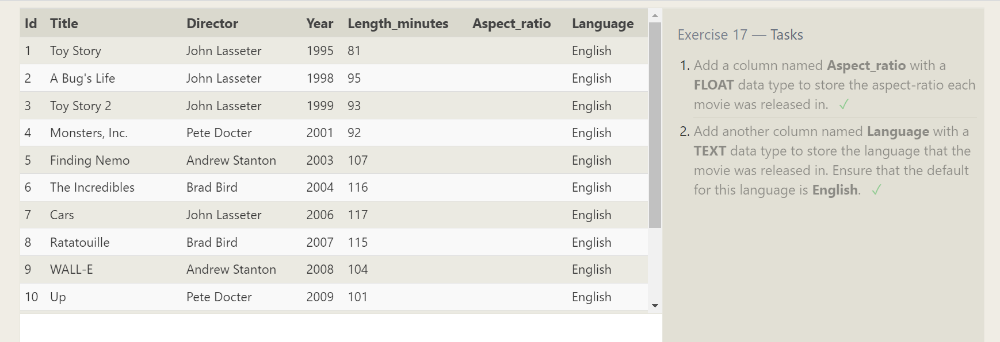 Id Title Director Year Length_minutes Aspect_ratio Language
1 Toy Story John Lasseter 1995 81 English
2 A Bug's Life John Lasseter 1998 95 English
3 Toy Story 2 John Lasseter 1999 93 English
4 Monsters, Inc. Pete Docter 2001 92 English
5 Finding Nemo Andrew Stanton 2003 107 English
6 The Incredibles Brad Bird 2004 116 English
7 Cars John Lasseter 2006 117 English
8 Ratatouille Brad Bird 2007 115 English
9 WALL-E Andrew Stanton 2008 104 English
10 Up Pete Docter 2009 101 English
Exercise 17 — Tasks
1. Add a column named Aspect_ratio with a
FLOAT data type to store the aspect-ratio each
movie was released in. ✓
2. Add another column named Language with a
TEXT data type to store the language that the
movie was released in. Ensure that the default
for this language is English. ✓